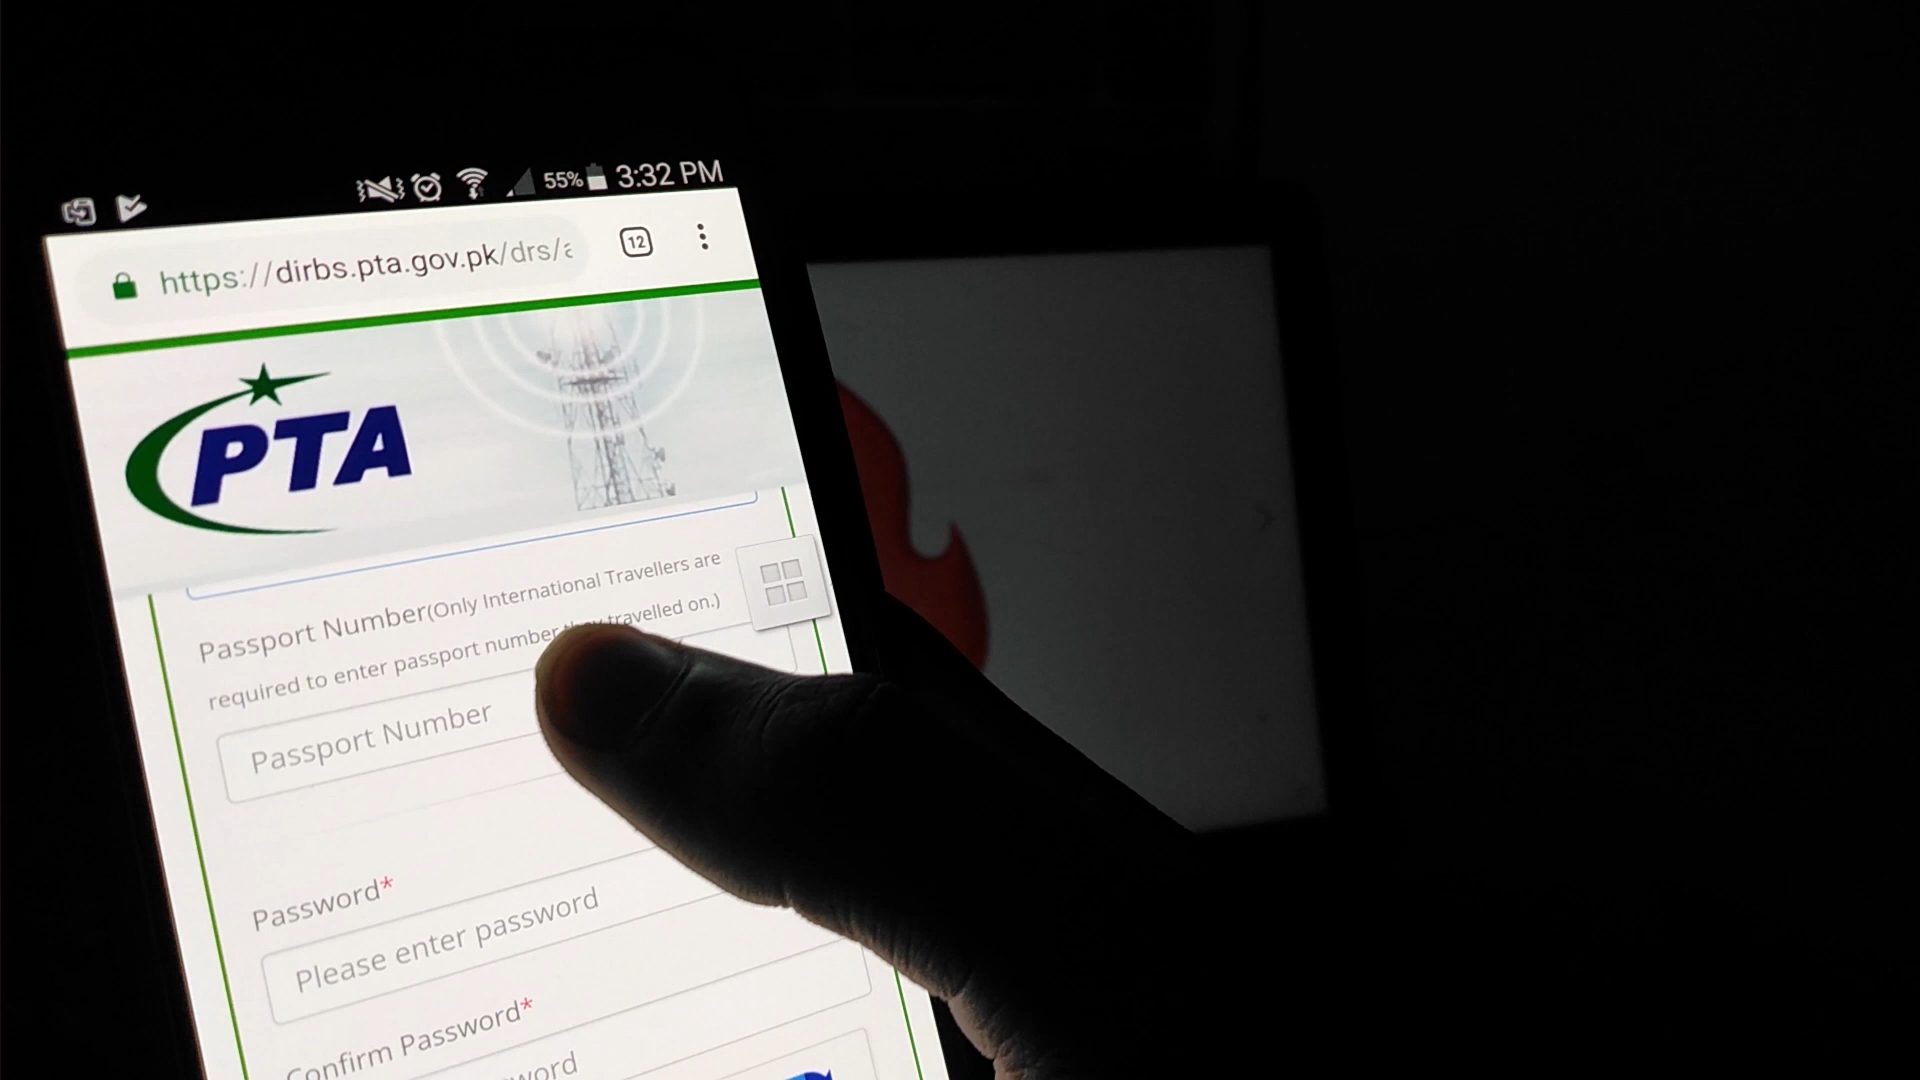 55% 3:32 PM
https://dirbs.pta.gov.pk/drs/a
12
PTA
Passport Number(Only International Travellers are
required to enter passport number they travelled on.)
Passport Number
Password*
Please enter password
Confirm Password*